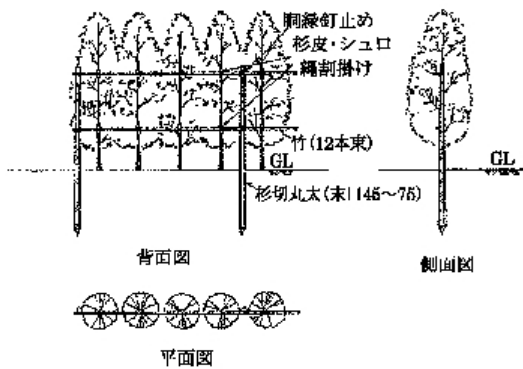 胴縁釘止め
杉皮・シュロ
縄割掛け
竹(12本束)
GL
杉切丸太(末口45〜75)
背面図
GL
側面図
平面図